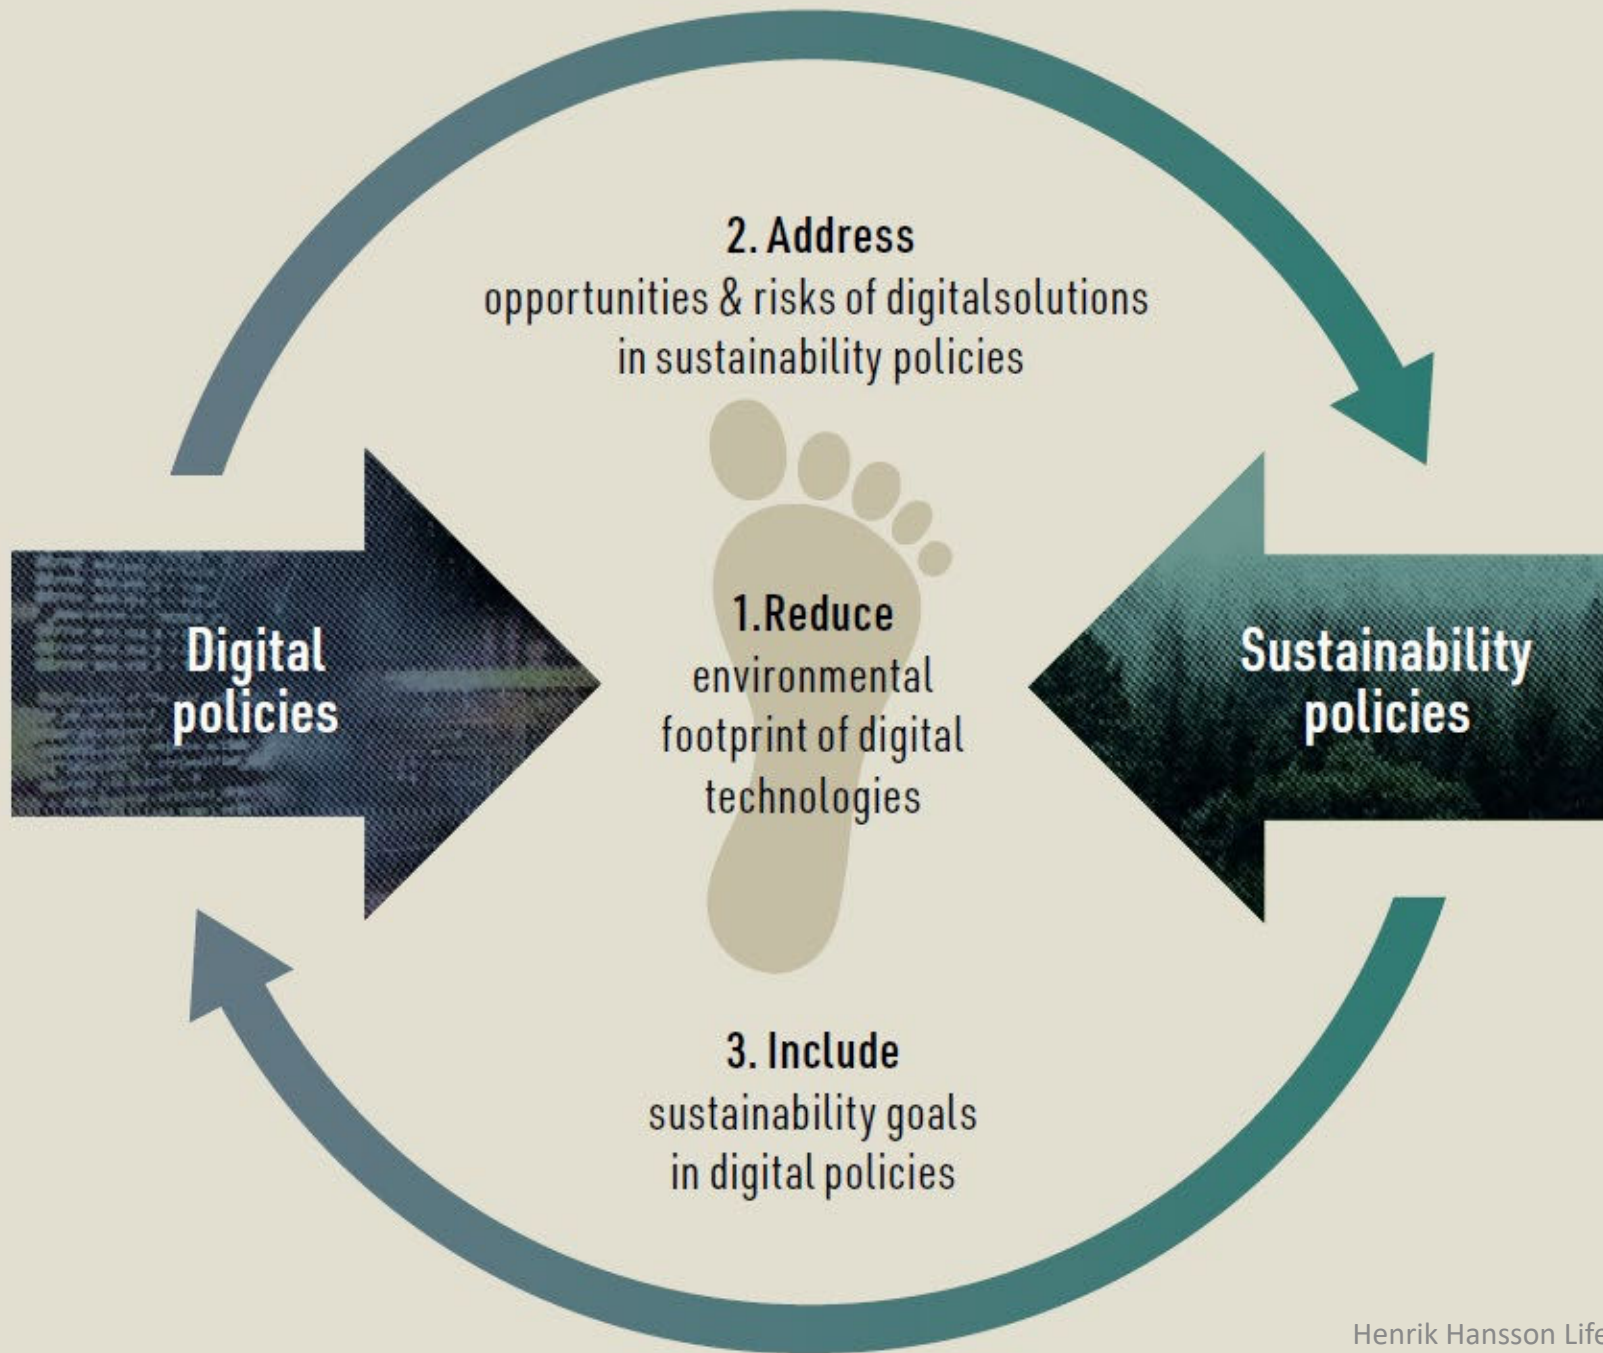 2. Address
opportunities & risks of digitalsolutions
in sustainability policies
Digital
policies
1.Reduce
environmental
footprint of digital
technologies
Sustainability
policies
3. Include
sustainability goals
in digital policies
Henrik Hansson Life